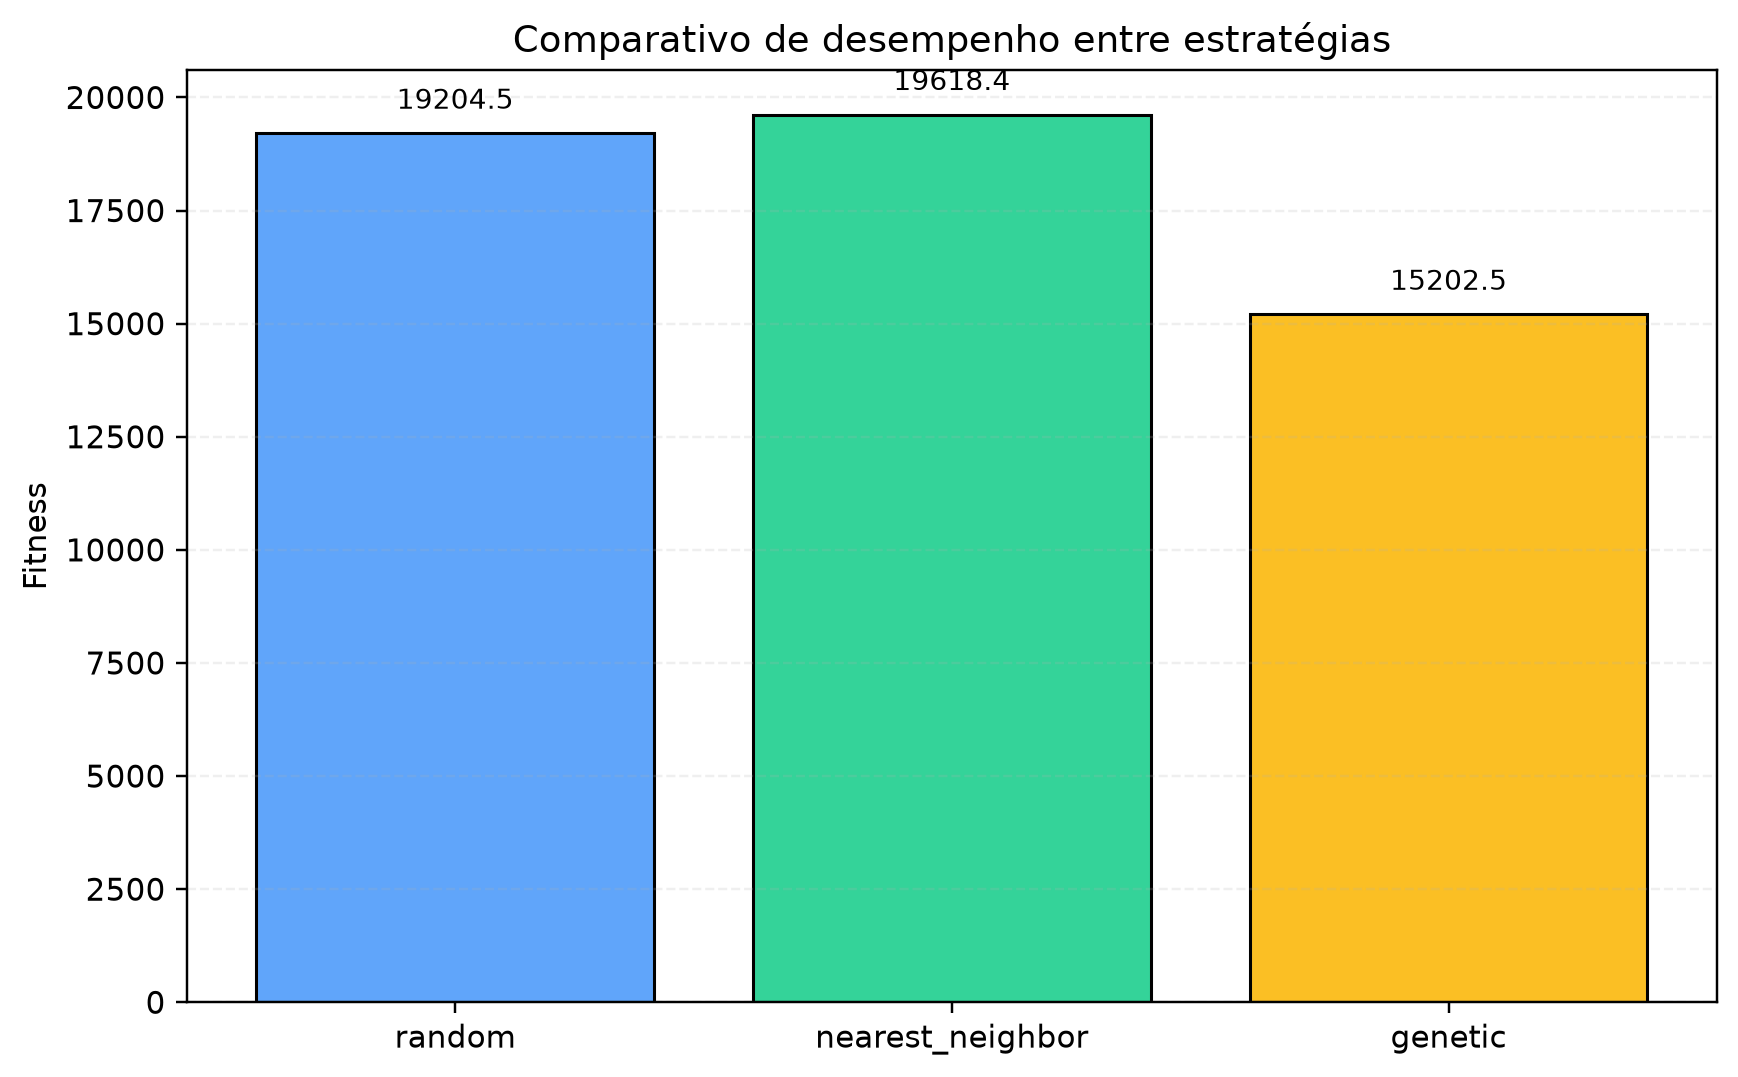 Comparativo de desempenho entre estratégias
Fitness
20000
17500
15000
12500
10000
7500
5000
2500
0
19204.5
19618.4
15202.5
random
nearest_neighbor
genetic